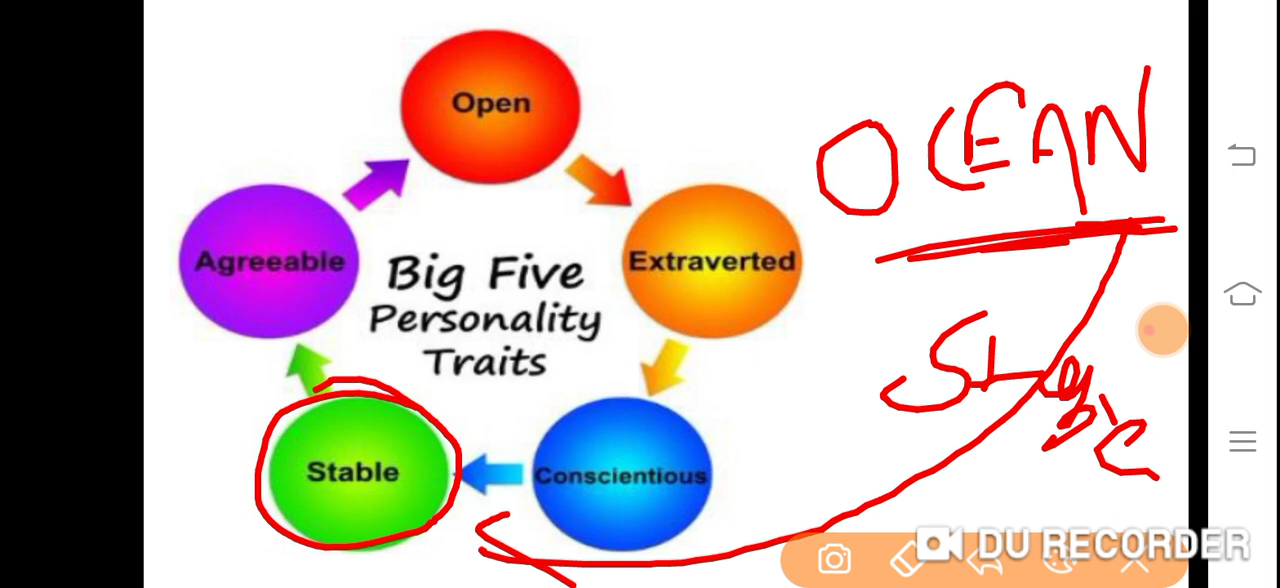 Open
OCEAN
Agreeable
Extraverted
Big Five
Personality
Traits
Stable
Conscientious
DU RECORDER